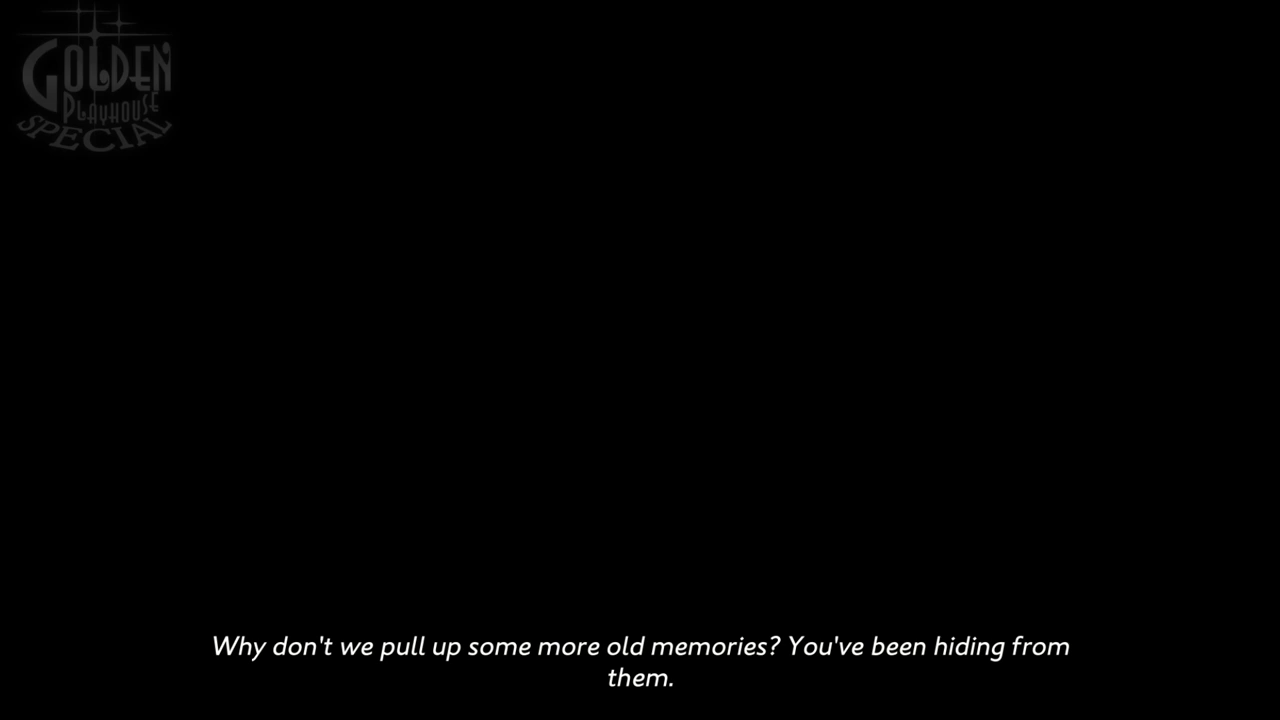 GOLDEN
PLAYHOUSE
SPECIAL
Why don't we pull up some more old memories? You've been hiding from
them.